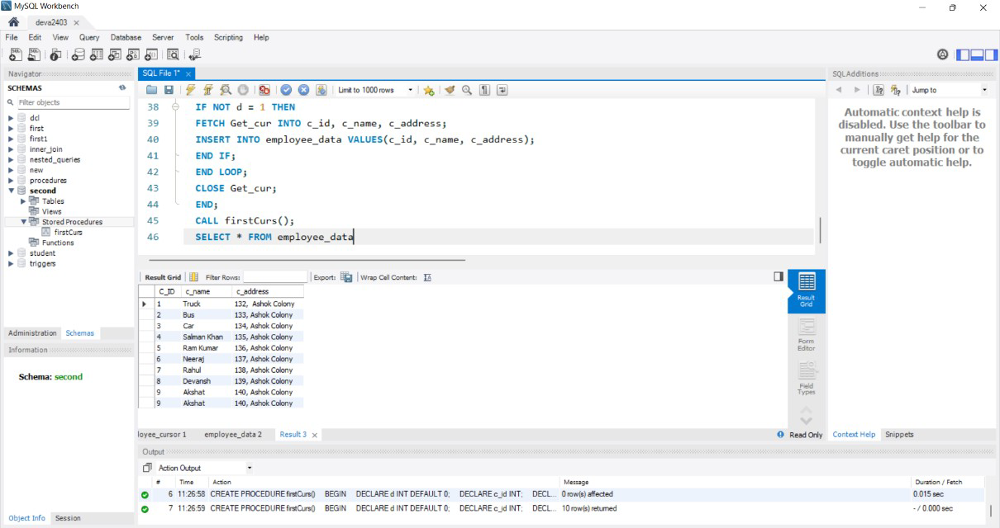 MySQL Workbench
deva2403
File Edit View Query Database Server Tools Scripting Help
Navigator
SCHEMAS
Filter objects
dcl
first
first1
inner_join
nested_queries
new
procedures
second
Tables
Views
Stored Procedures
firstCurs
Functions
student
triggers
Administration Schemas
Information
Schema: second
Object Info Session
SQL File 1*
Limit to 1000 rows
38 IF NOT d = 1 THEN
39 FETCH Get_cur INTO c_id, c_name, c_address;
40 INSERT INTO employee_data VALUES(c_id, c_name, c_address);
41 END IF;
42 END LOOP;
43 CLOSE Get_cur;
44 END;
45 CALL firstCurs();
46 SELECT * FROM employee_data
Result Grid Filter Rows: Export: Wrap Cell Content:
C_ID c_name c_address
1 Truck 132, Ashok Colony
2 Bus 133, Ashok Colony
3 Car 134, Ashok Colony
4 Salman Khan 135, Ashok Colony
5 Ram Kumar 136, Ashok Colony
6 Neeraj 137, Ashok Colony
7 Rahul 138, Ashok Colony
8 Devansh 139, Ashok Colony
9 Akshat 140, Ashok Colony
9 Akshat 140, Ashok Colony
Result
Grid
Form
Editor
Field
Types
loyee_cursor 1 employee_data 2 Result 3
Read Only
SQLAdditions
Jump to
Automatic context help is
disabled. Use the toolbar to
manually get help for the
current caret position or to
toggle automatic help.
Context Help Snippets
Output
Action Output
# Time Action Message Duration / Fetch
6 11:26:58 CREATE PROCEDURE firstCurs() BEGIN DECLARE d INT DEFAULT 0; DECLARE c_id INT; DECL... 0 row(s) affected 0.015 sec
7 11:26:59 CREATE PROCEDURE firstCurs() BEGIN DECLARE d INT DEFAULT 0; DECLARE c_id INT; DECL... 10 row(s) returned - / 0.000 sec